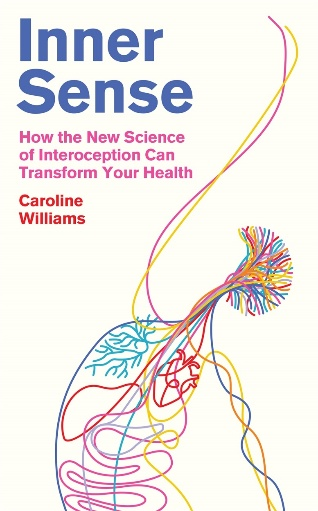 Inner
Sense
How the New Science
of Interoception Can
Transform Your Health
Caroline
Williams